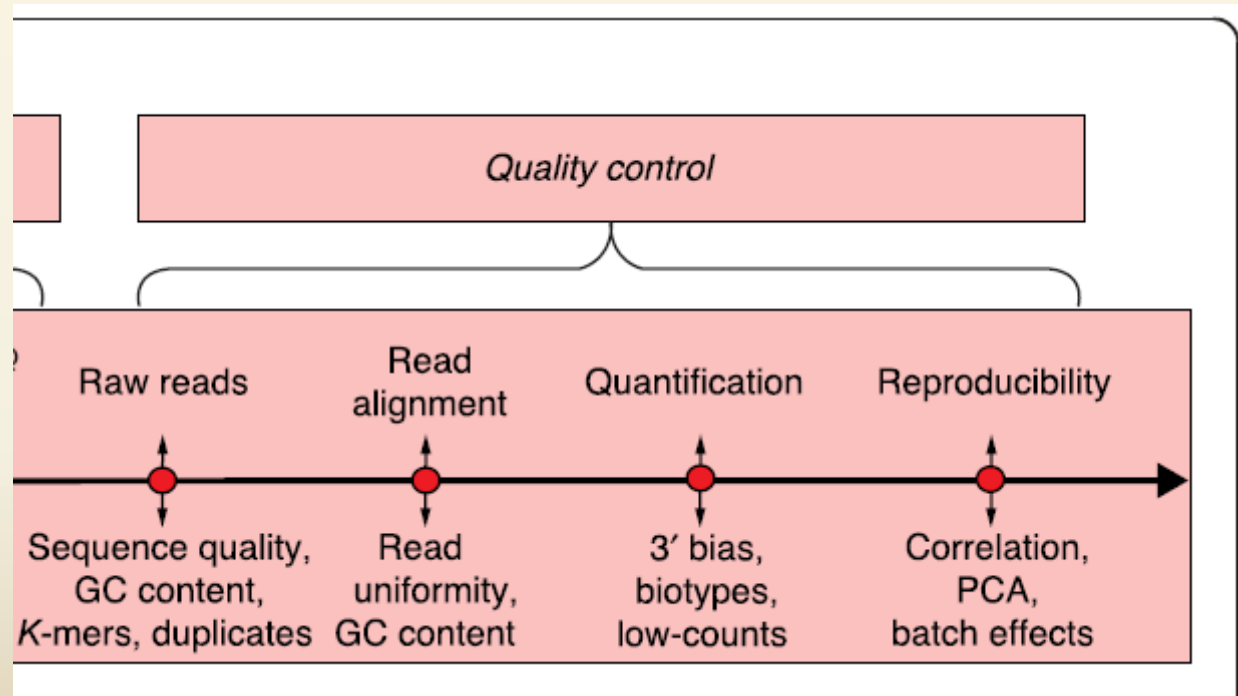 Quality control
Raw reads
Read
alignment
Quantification
Reproducibility
Sequence quality,
GC content,
K-mers, duplicates
Read
uniformity,
GC content
3′ bias,
biotypes,
low-counts
Correlation,
PCA,
batch effects